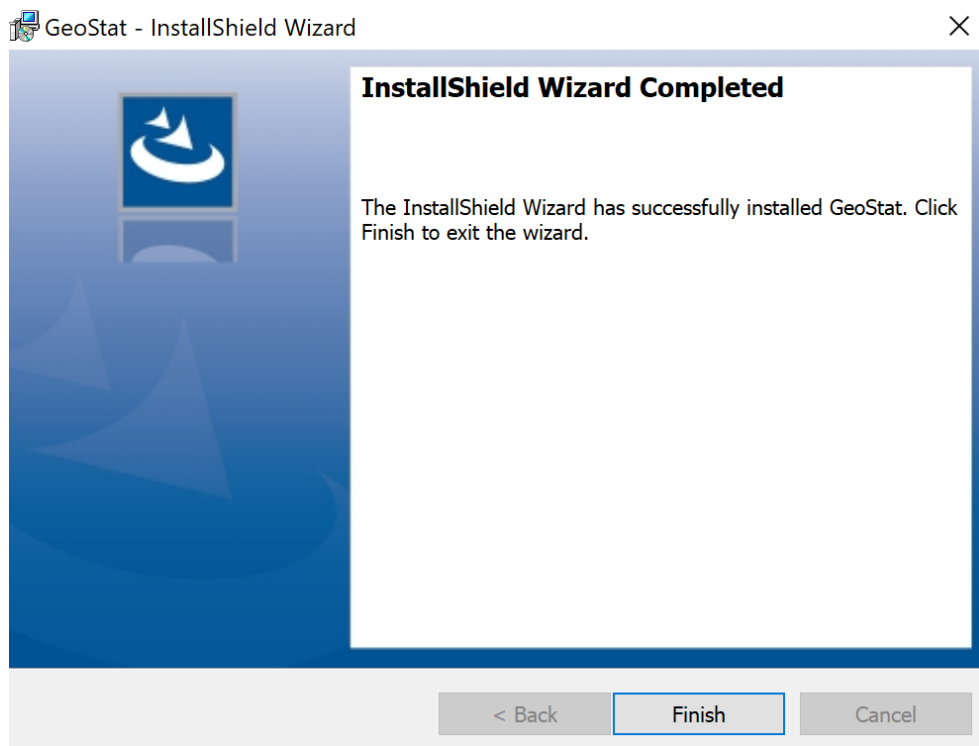 GeoStat - InstallShield Wizard
InstallShield Wizard Completed
The InstallShield Wizard has successfully installed GeoStat. Click
Finish to exit the wizard.
< Back
Finish
Cancel